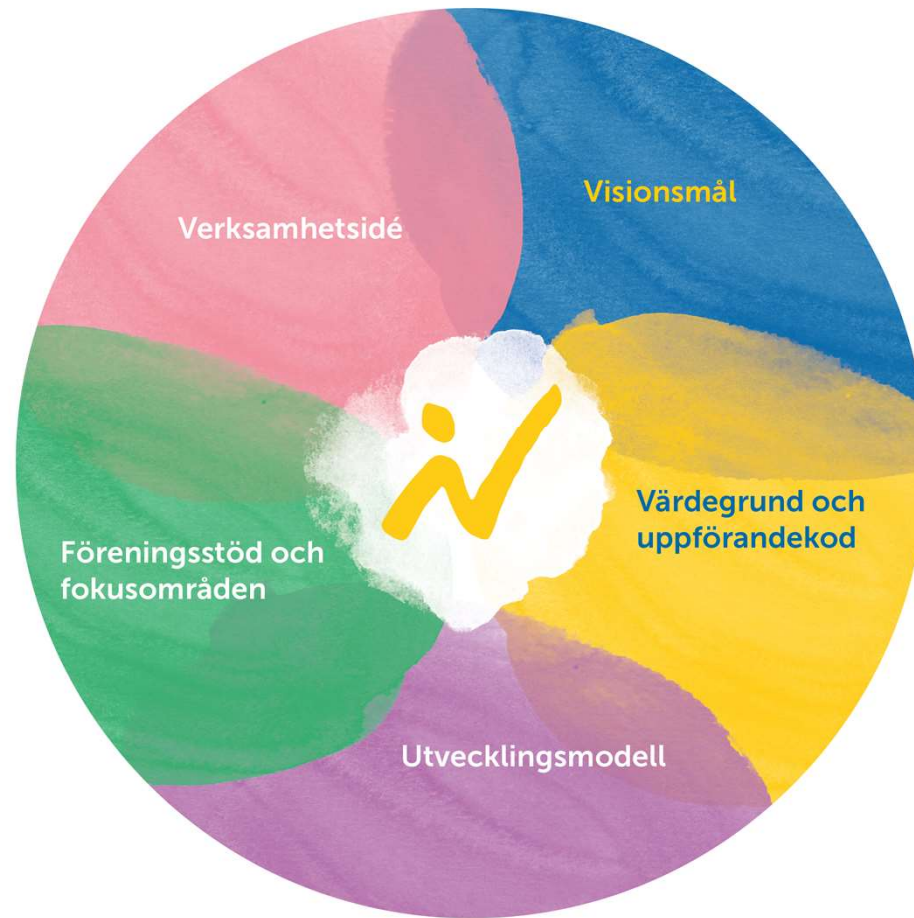 Visionsmål
Verksamhetsidé
Värdegrund och
uppförandekod
Föreningsstöd och
fokusområden
Utvecklingsmodell